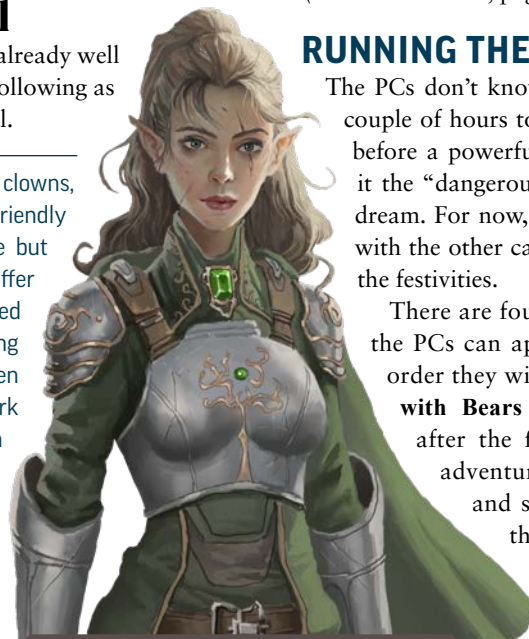 already well
ollowing as
l.
clowns,
riendly
e but
ffer
ed
ng
en
rk
RUNNING THE
The PCs don't know
couple of hours to
before a powerfu
it the “dangerou
dream. For now,
with the other ca
the festivities.
There are fou
the PCs can ap
order they wi
with Bears
after the f
adventur
and s
th